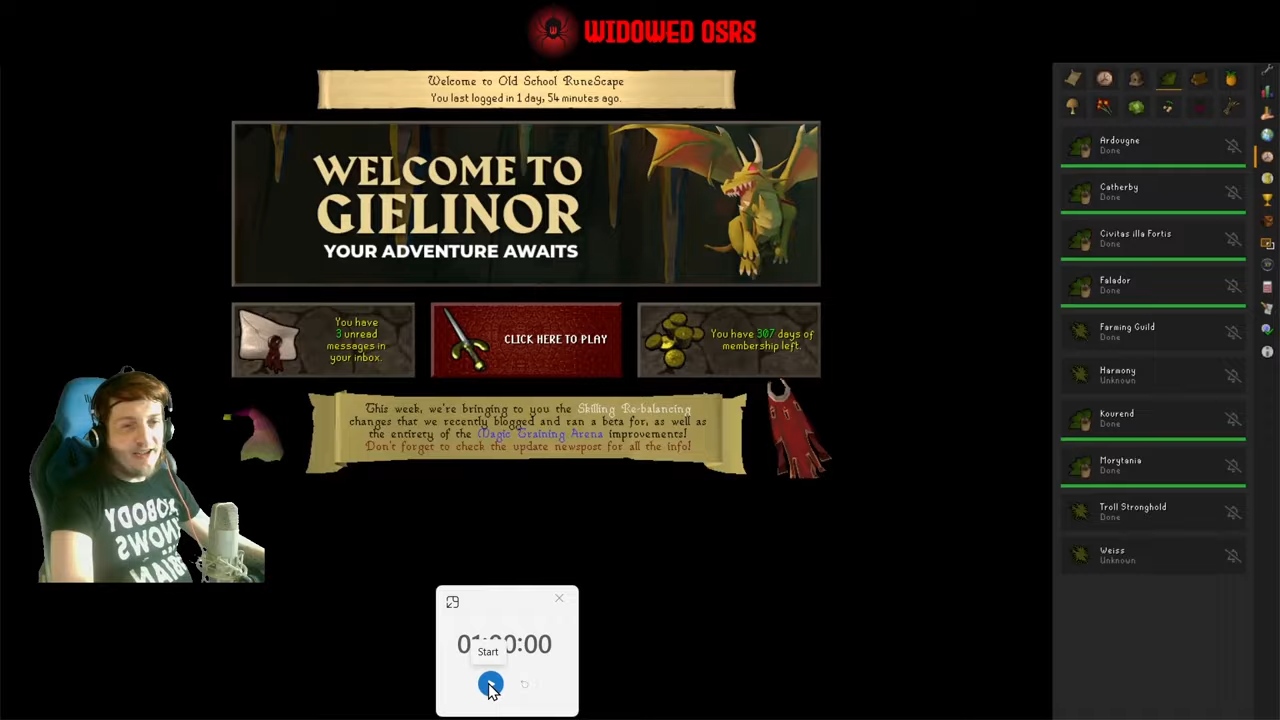 WIDOWED OSRS
Welcome to Old School RuneScape
You last logged in 1 day, 54 minutes ago.
WELCOME TO
GIELINOR
YOUR ADVENTURE AWAITS
You have
3 unread
messages in
your inbox.
CLICK HERE TO PLAY
You have 307 days of
membership left.
This week, we're bringing to you the Skilling Re-balancing
changes that we recently blogged and ran a beta for, as well as
the entirety of the Magic Training Arena improvements!
Don't forget to check the update newspost for all the info!
Ardougne
Done
Catherby
Done
Civitas illa Fortis
Done
Falador
Done
Farming Guild
Done
Harmony
Unknown
Kourend
Done
Morytania
Done
Troll Stronghold
Done
Weiss
Unknown
NOBODY
KNOWS
Start